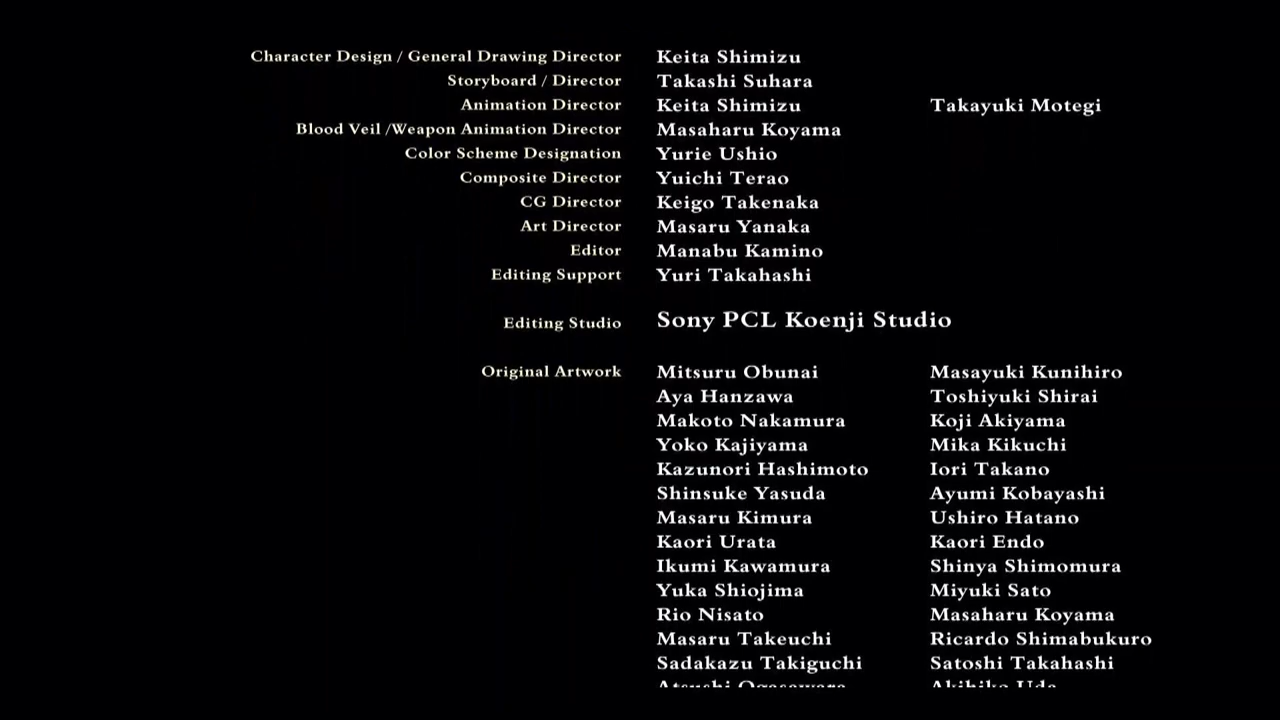 Character Design / General Drawing Director Keita Shimizu
Storyboard / Director Takashi Suhara
Animation Director Keita Shimizu Takayuki Motegi
Blood Veil /Weapon Animation Director Masaharu Koyama
Color Scheme Designation Yurie Ushio
Composite Director Yuichi Terao
CG Director Keigo Takenaka
Art Director Masaru Yanaka
Editor Manabu Kamino
Editing Support Yuri Takahashi
Editing Studio Sony PCL Koenji Studio
Original Artwork Mitsuru Obunai Masayuki Kunihiro
Aya Hanzawa Toshiyuki Shirai
Makoto Nakamura Koji Akiyama
Yoko Kajiyama Mika Kikuchi
Kazunori Hashimoto Iori Takano
Shinsuke Yasuda Ayumi Kobayashi
Masaru Kimura Ushiro Hatano
Kaori Urata Kaori Endo
Ikumi Kawamura Shinya Shimomura
Yuka Shiojima Miyuki Sato
Rio Nisato Masaharu Koyama
Masaru Takeuchi Ricardo Shimabukuro
Sadakazu Takiguchi Satoshi Takahashi